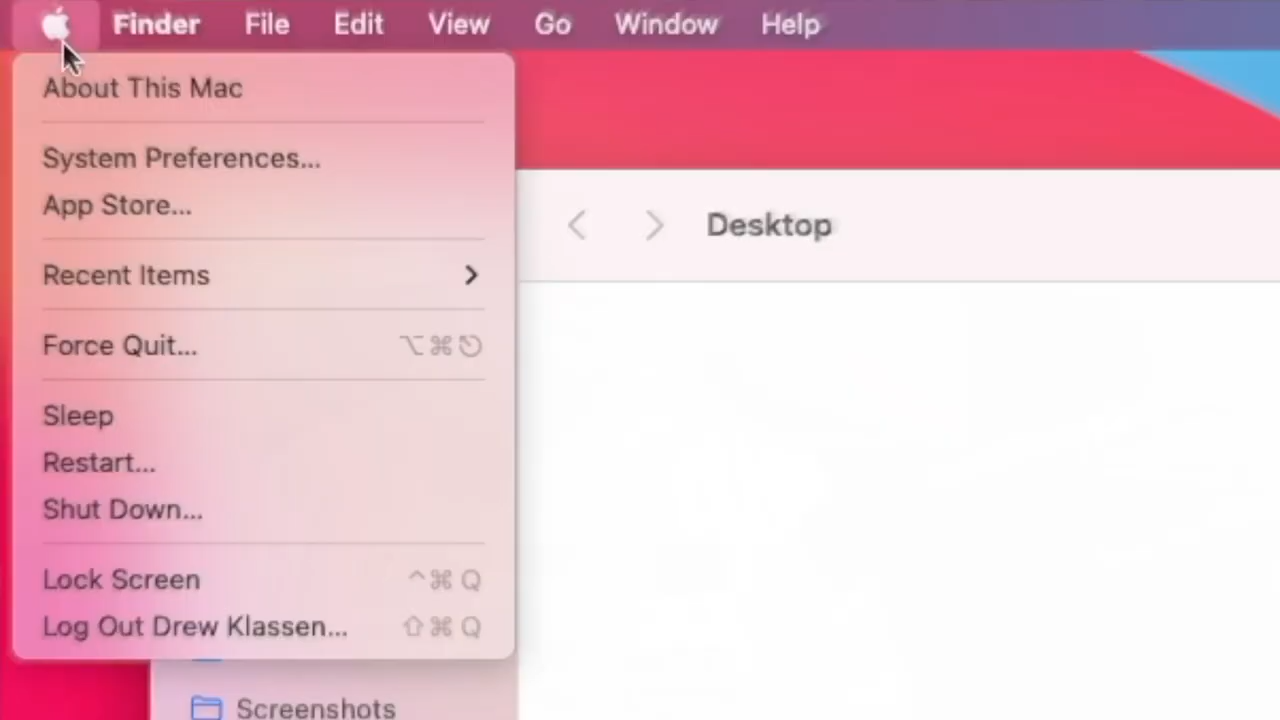 Finder File Edit View Go Window Help
About This Mac
System Preferences...
App Store...
Recent Items
Force Quit... ⌥⌘⎋
Sleep
Restart...
Shut Down...
Lock Screen ^⌘Q
Log Out Drew Klassen... ⇧⌘Q
Desktop
Screenshots